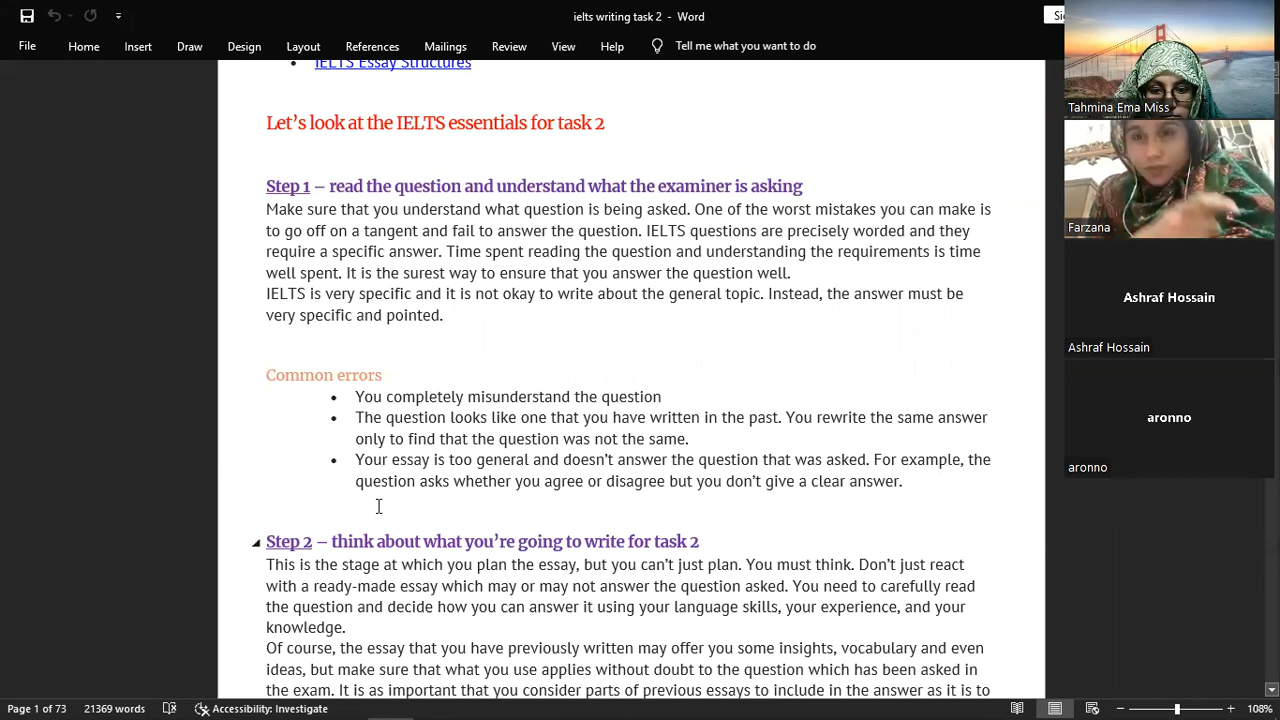 ielts writing task 2 - Word
File Home Insert Draw Design Layout References Mailings Review View Help Tell me what you want to do
IELTS Essay Structures
Let's look at the IELTS essentials for task 2
Step 1 – read the question and understand what the examiner is asking
Make sure that you understand what question is being asked. One of the worst mistakes you can make is
to go off on a tangent and fail to answer the question. IELTS questions are precisely worded and they
require a specific answer. Time spent reading the question and understanding the requirements is time
well spent. It is the surest way to ensure that you answer the question well.
IELTS is very specific and it is not okay to write about the general topic. Instead, the answer must be
very specific and pointed.
Common errors
• You completely misunderstand the question
• The question looks like one that you have written in the past. You rewrite the same answer
only to find that the question was not the same.
• Your essay is too general and doesn't answer the question that was asked. For example, the
question asks whether you agree or disagree but you don't give a clear answer.
Step 2 – think about what you're going to write for task 2
This is the stage at which you plan the essay, but you can't just plan. You must think. Don't just react
with a ready-made essay which may or may not answer the question asked. You need to carefully read
the question and decide how you can answer it using your language skills, your experience, and your
knowledge.
Of course, the essay that you have previously written may offer you some insights, vocabulary and even
ideas, but make sure that what you use applies without doubt to the question which has been asked in
the exam. It is as important that you consider parts of previous essays to include in the answer as it is to
Page 1 of 73 21369 words Accessibility: Investigate 100%
Tahmina Ema Miss
Farzana
Ashraf Hossain
Ashraf Hossain
aronno
aronno